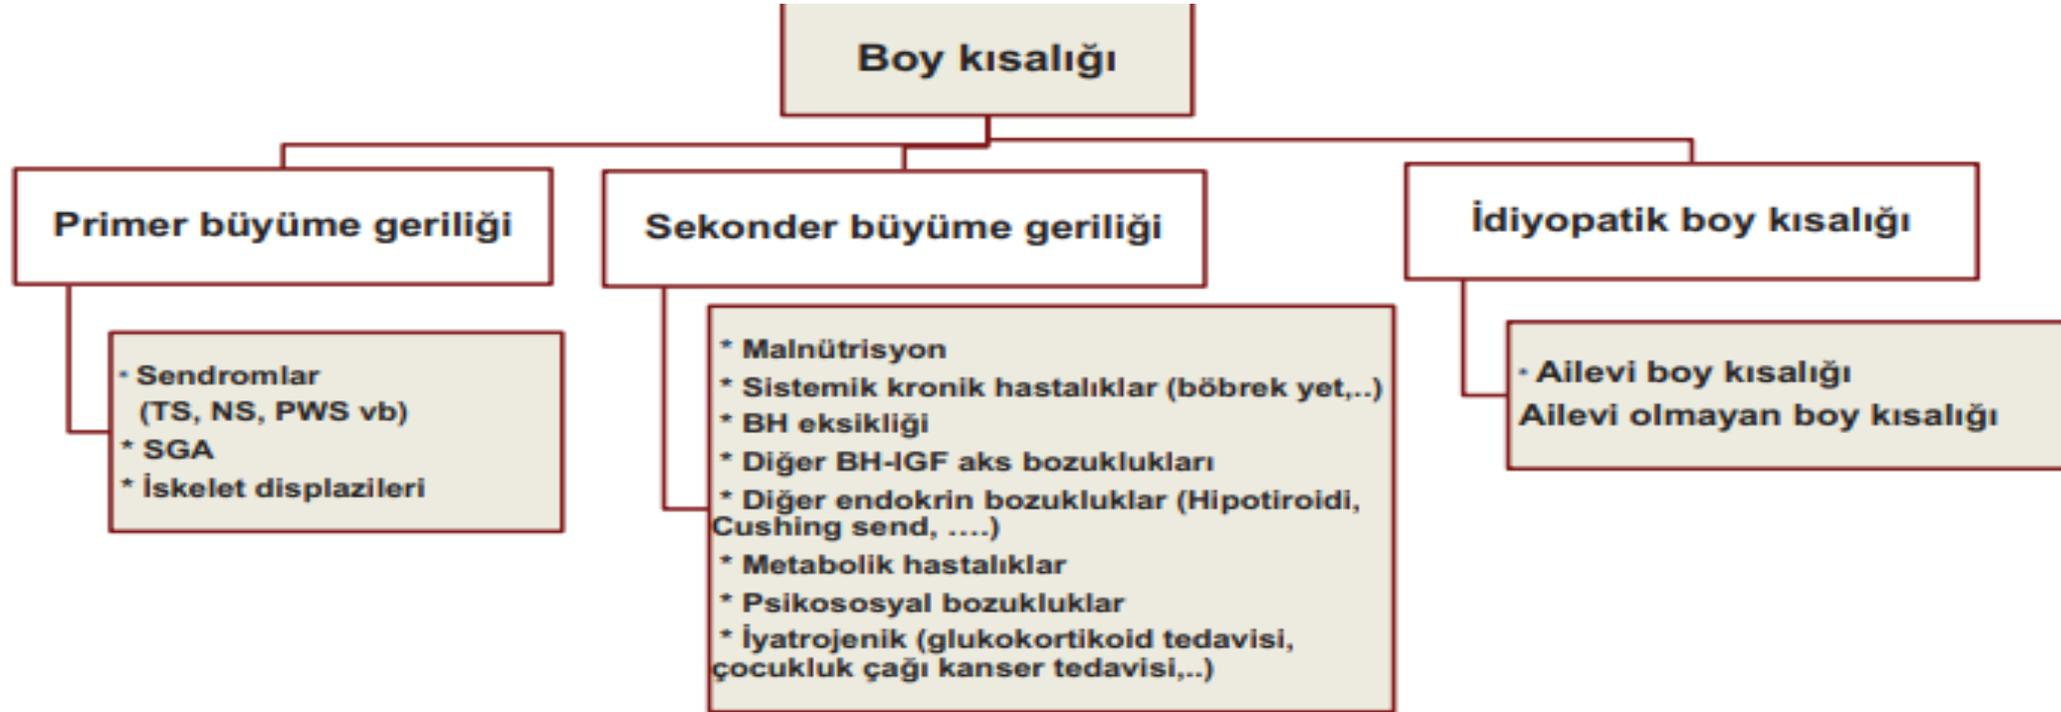 Boy kısalığı
Primer büyüme geriliği
* Sendromlar
(TS, NS, PWS vb)
* SGA
* İskelet displazileri
Sekonder büyüme geriliği
* Malnütrisyon
* Sistemik kronik hastalıklar (böbrek yet,..)
* BH eksikliği
* Diğer BH-IGF aks bozuklukları
* Diğer endokrin bozukluklar (Hipotiroidi,
Cushing send, ....)
* Metabolik hastalıklar
* Psikososyal bozukluklar
* İyatrojenik (glukokortikoid tedavisi,
çocukluk çağı kanser tedavisi,..)
İdiyopatik boy kısalığı
* Ailevi boy kısalığı
Ailevi olmayan boy kısalığı